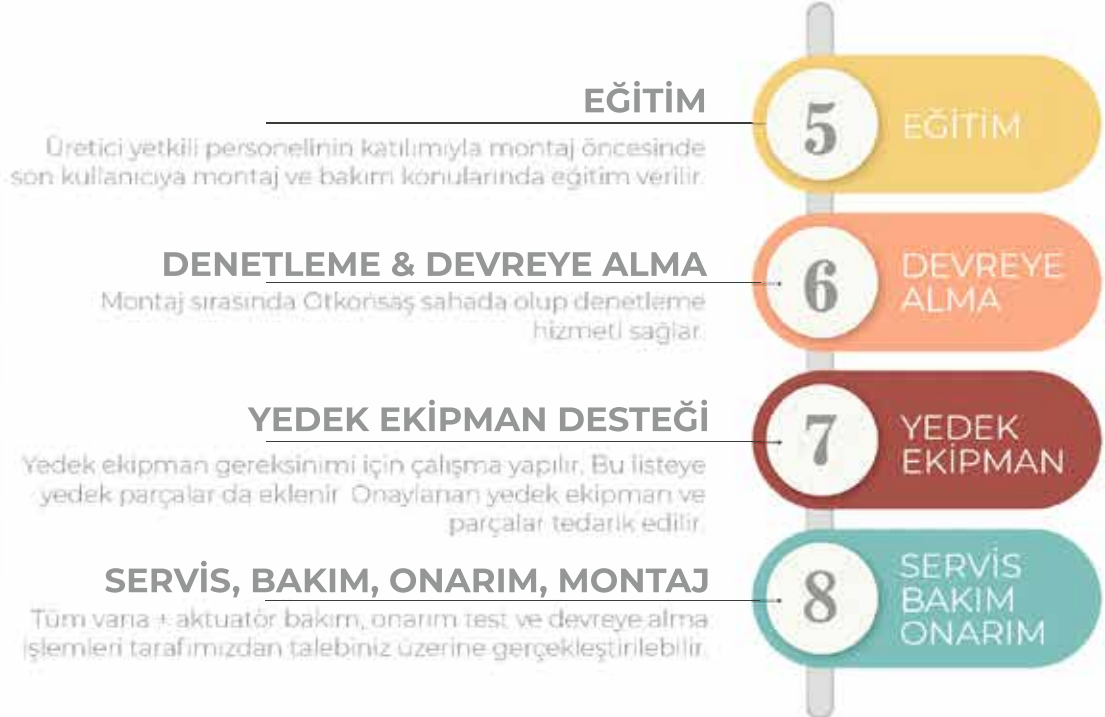 EĞİTİM
Üretici yetkili personelinin katılımıyla montaj öncesinde
son kullanıcıya montaj ve bakım konularında eğitim verilir.
5
EĞİTİM
DENETLEME & DEVREYE ALMA
Montaj sırasında Otkonsaş sahada olup denetleme
hizmeti sağlar.
6
DEVREYE
ALMA
YEDEK EKİPMAN DESTEĞİ
Yedek ekipman gereksinimi için çalışma yapılır. Bu listeye
yedek parçalar da eklenir. Onaylanan yedek ekipman ve
parçalar tedarik edilir.
7
YEDEK
EKİPMAN
SERVİS, BAKIM, ONARIM, MONTAJ
Tüm vana + aktuatör bakım, onarım test ve devreye alma
işlemleri tarafımızdan talebiniz üzerine gerçekleştirilebilir.
8
SERVİS
BAKIM
ONARIM